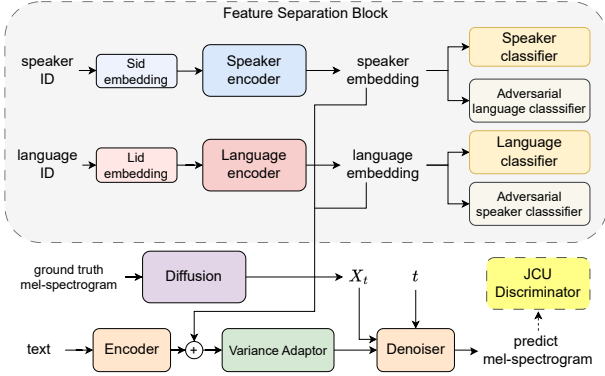 Feature Separation Block
speaker
ID
Sid
embedding
Speaker
encoder
speaker
embedding
Speaker
classifier
Adversarial
language classsifier
language
ID
Lid
embedding
Language
encoder
language
embedding
Language
classifier
Adversarial
speaker classsifier
ground truth
mel-spectrogram
Diffusion
X_t
t
JCU
Discriminator
text
Encoder
+
Variance Adaptor
Denoiser
predict
mel-spectrogram